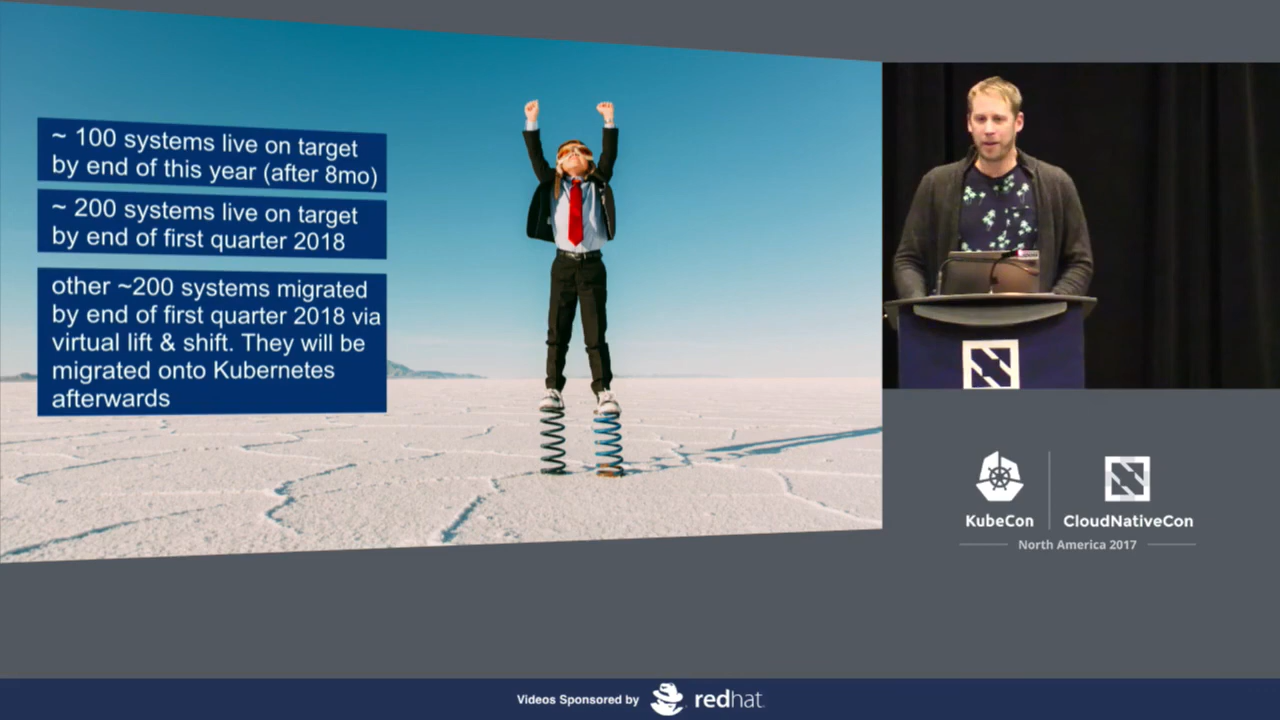 ~ 100 systems live on target
by end of this year (after 8mo)
~ 200 systems live on target
by end of first quarter 2018
other ~200 systems migrated
by end of first quarter 2018 via
virtual lift & shift. They will be
migrated onto Kubernetes
afterwards
KubeCon
CloudNativeCon
North America 2017
Videos Sponsored by
redhat